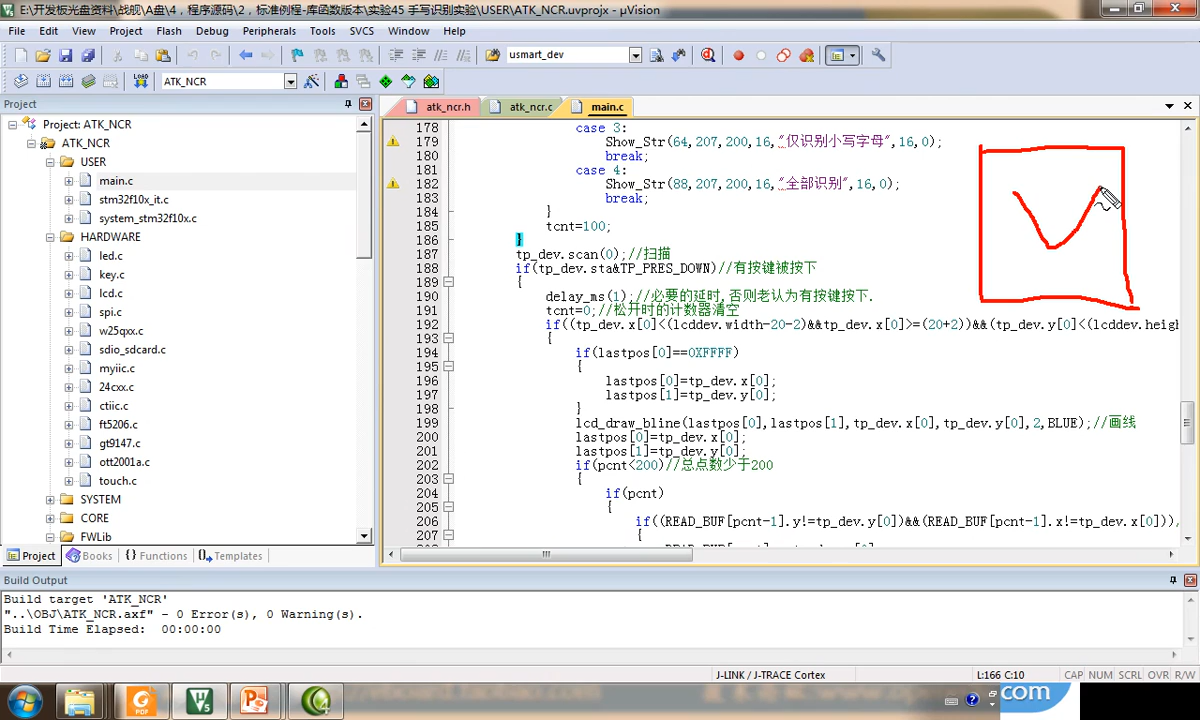 E:\开发板光盘资料\战舰\A盘\4，程序源码\2，标准例程-库函数版本\实验45 手写识别实验\USER\ATK_NCR.uvprojx - µVision
File Edit View Project Flash Debug Peripherals Tools SVCS Window Help
usmart_dev
LOAD ATK_NCR
Project
atk_ncr.h atk_ncr.c main.c
Project: ATK_NCR
ATK_NCR
USER
main.c
stm32f10x_it.c
system_stm32f10x.c
HARDWARE
led.c
key.c
lcd.c
spi.c
w25qxx.c
sdio_sdcard.c
myiic.c
24cxx.c
ctiic.c
ft5206.c
gt9147.c
ott2001a.c
touch.c
SYSTEM
CORE
FWLib
Project Books {} Functions Templates
178 case 3:
179 Show_Str(64,207,200,16,"仅识别小写字母",16,0);
180 break;
181 case 4:
182 Show_Str(88,207,200,16,"全部识别",16,0);
183 break;
184 }
185 tcnt=100;
186 }
187 tp_dev.scan(0);//扫描
188 if(tp_dev.sta&TP_PRES_DOWN)//有按键被按下
189 {
190 delay_ms(1);//必要的延时,否则老认为有按键按下.
191 tcnt=0;//松开时的计数器清空
192 if((tp_dev.x[0]<(lcddev.width-20-2)&&tp_dev.x[0]>=(20+2))&&(tp_dev.y[0]<(lcddev.heig
193 {
194 if(lastpos[0]==0XFFFF)
195 {
196 lastpos[0]=tp_dev.x[0];
197 lastpos[1]=tp_dev.y[0];
198 }
199 lcd_draw_bline(lastpos[0],lastpos[1],tp_dev.x[0],tp_dev.y[0],2,BLUE);//画线
200 lastpos[0]=tp_dev.x[0];
201 lastpos[1]=tp_dev.y[0];
202 if(pcnt<200)//总点数少于200
203 {
204 if(pcnt)
205 {
206 if((READ_BUF[pcnt-1].y!=tp_dev.y[0])&&(READ_BUF[pcnt-1].x!=tp_dev.x[0]))
207 {
Build Output
Build target 'ATK_NCR'
"..\OBJ\ATK_NCR.axf" - 0 Error(s), 0 Warning(s).
Build Time Elapsed:  00:00:00
J-LINK / J-TRACE Cortex L:166 C:10 CAP NUM SCRL OVR R/W
com